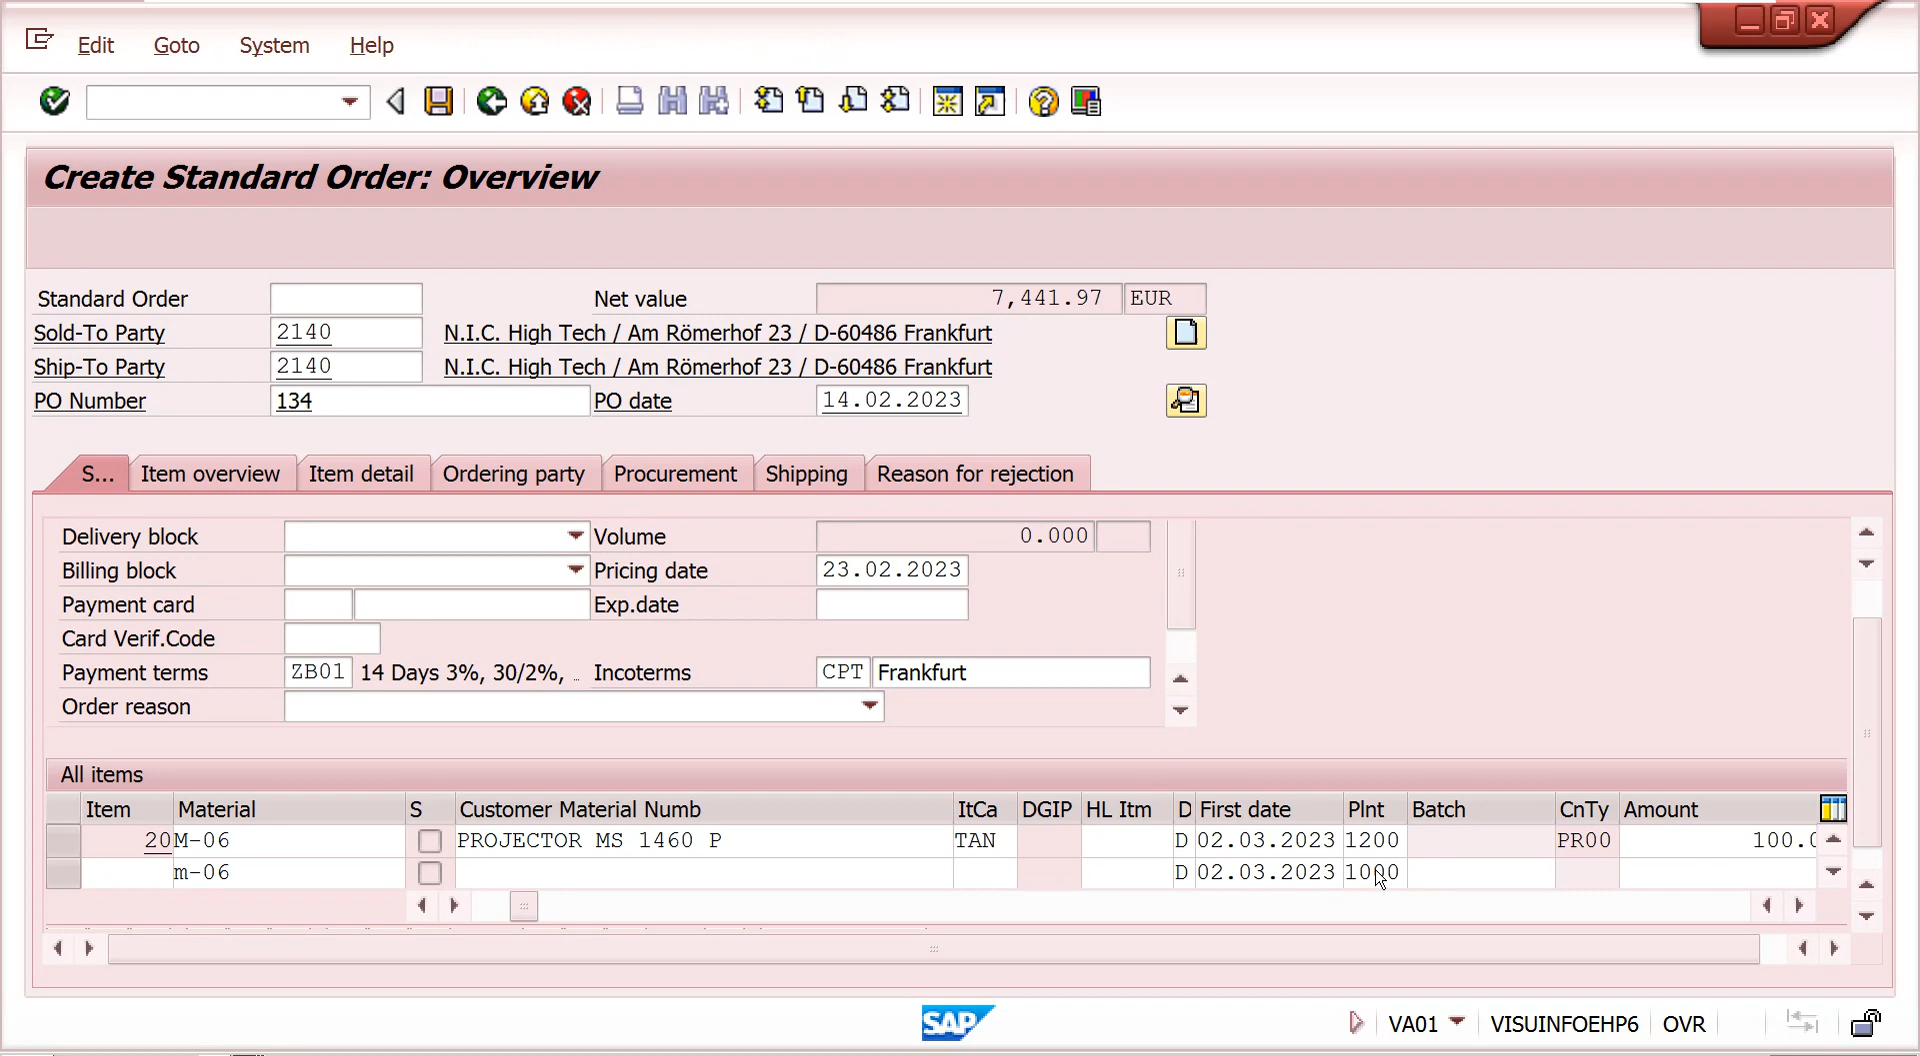 Edit Goto System Help
Create Standard Order: Overview
Standard Order Net value 7,441.97 EUR
Sold-To Party 2140 N.I.C. High Tech / Am Römerhof 23 / D-60486 Frankfurt
Ship-To Party 2140 N.I.C. High Tech / Am Römerhof 23 / D-60486 Frankfurt
PO Number 134 PO date 14.02.2023
S... Item overview Item detail Ordering party Procurement Shipping Reason for rejection
Delivery block Volume 0.000
Billing block Pricing date 23.02.2023
Payment card Exp.date
Card Verif.Code
Payment terms ZB01 14 Days 3%, 30/2%, .. Incoterms CPT Frankfurt
Order reason
All items
Item Material S Customer Material Numb ItCa DGIP HL Itm D First date Plnt Batch CnTy Amount
20 M-06 PROJECTOR MS 1460 P TAN D 02.03.2023 1200 PR00 100.0
m-06 D 02.03.2023 1000
SAP VA01 VISUINFOEHP6 OVR